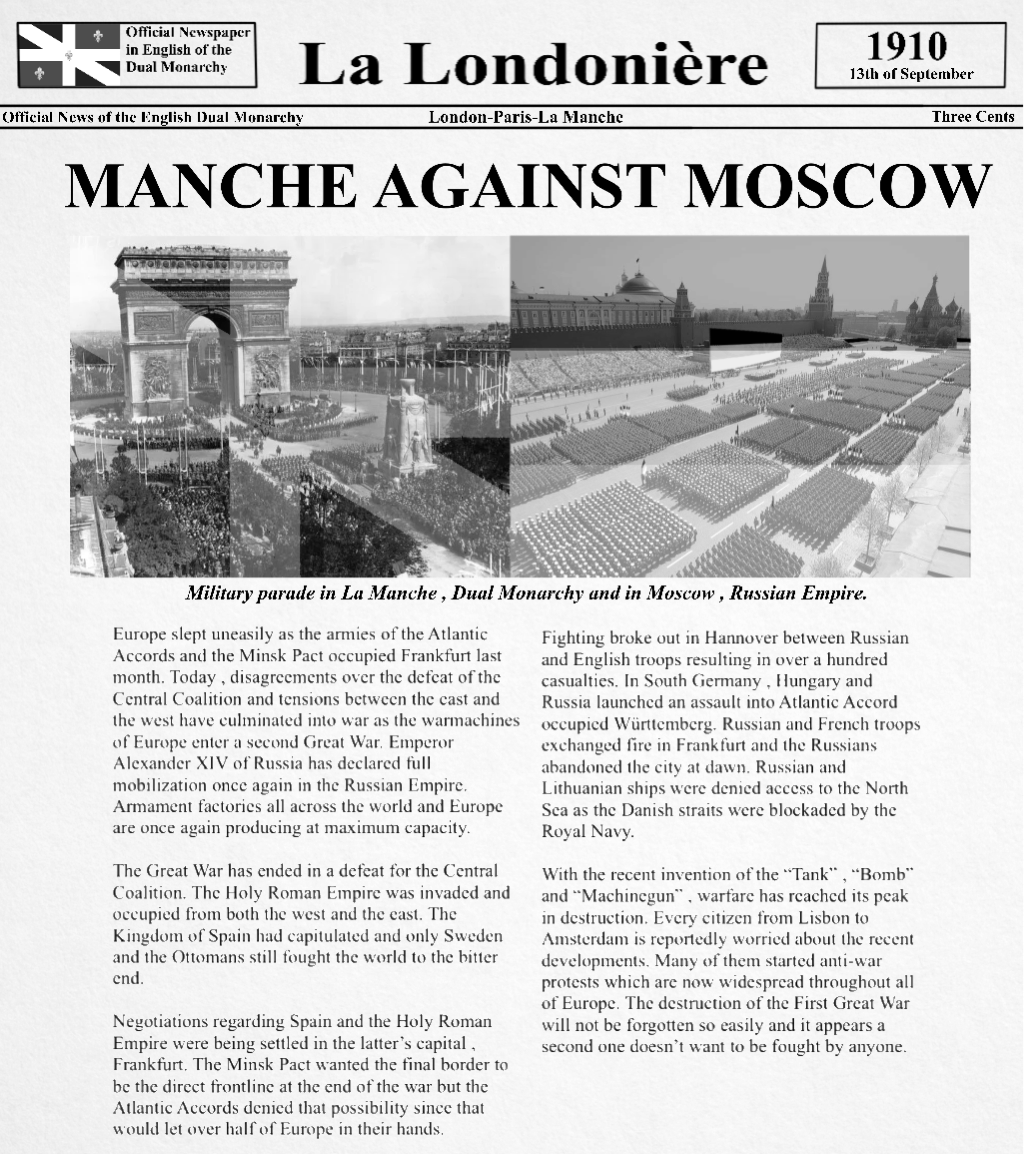 Official Newspaper
in English of the
Dual Monarchy
La Londonière
1910
13th of September
Official News of the English Dual Monarchy
London-Paris-La Manche
Three Cents
MANCHE AGAINST MOSCOW
Military parade in La Manche , Dual Monarchy and in Moscow , Russian Empire.
Europe slept uneasily as the armies of the Atlantic
Accords and the Minsk Pact occupied Frankfurt last
month. Today , disagreements over the defeat of the
Central Coalition and tensions between the east and
the west have culminated into war as the warmachines
of Europe enter a second Great War. Emperor
Alexander XIV of Russia has declared full
mobilization once again in the Russian Empire.
Armament factories all across the world and Europe
are once again producing at maximum capacity.
The Great War has ended in a defeat for the Central
Coalition. The Holy Roman Empire was invaded and
occupied from both the west and the east. The
Kingdom of Spain had capitulated and only Sweden
and the Ottomans still fought the world to the bitter
end.
Negotiations regarding Spain and the Holy Roman
Empire were being settled in the latter's capital ,
Frankfurt. The Minsk Pact wanted the final border to
be the direct frontline at the end of the war but the
Atlantic Accords denied that possibility since that
would let over half of Europe in their hands.
Fighting broke out in Hannover between Russian
and English troops resulting in over a hundred
casualties. In South Germany , Hungary and
Russia launched an assault into Atlantic Accord
occupied Württemberg. Russian and French troops
exchanged fire in Frankfurt and the Russians
abandoned the city at dawn. Russian and
Lithuanian ships were denied access to the North
Sea as the Danish straits were blockaded by the
Royal Navy.
With the recent invention of the “Tank” , “Bomb”
and “Machinegun” , warfare has reached its peak
in destruction. Every citizen from Lisbon to
Amsterdam is reportedly worried about the recent
developments. Many of them started anti-war
protests which are now widespread throughout all
of Europe. The destruction of the First Great War
will not be forgotten so easily and it appears a
second one doesn't want to be fought by anyone.